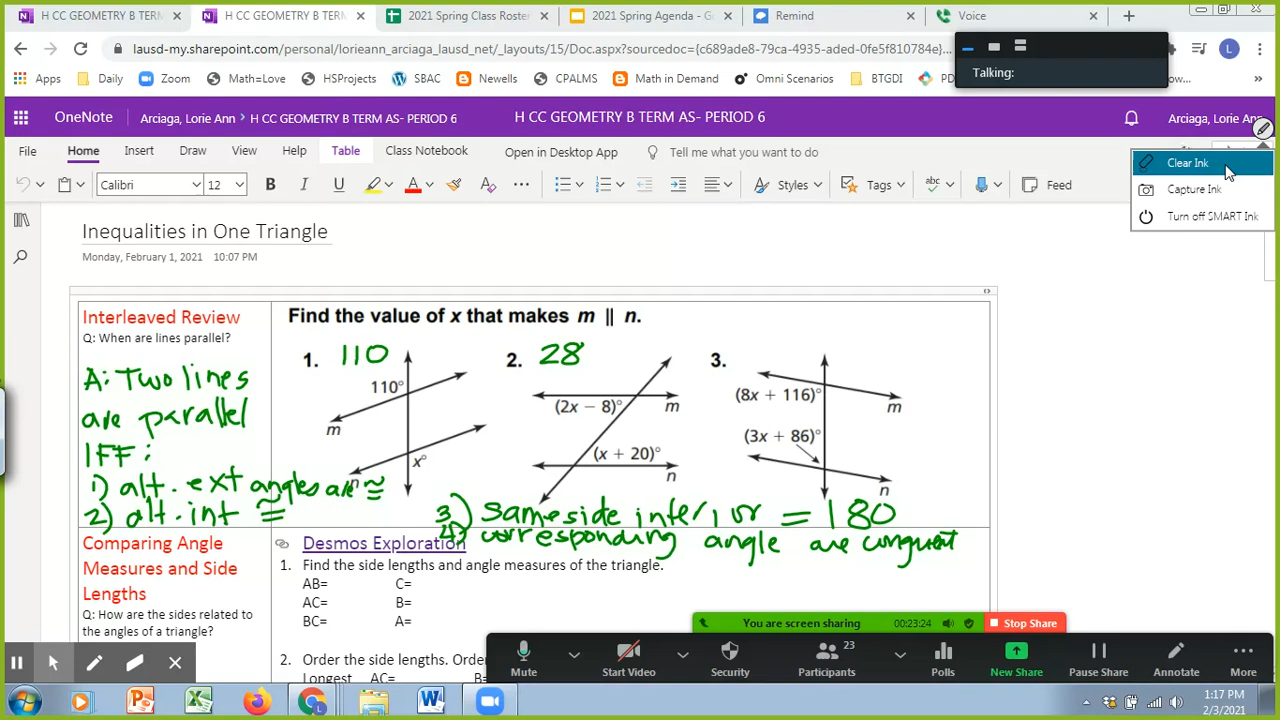 H CC GEOMETRY B TERM
H CC GEOMETRY B TERM AS
2021 Spring Class Roster
2021 Spring Agenda - Go
Remind
Voice
lausd-my.sharepoint.com/personal/lorieann_arciaga_lausd_net/_layouts/15/Doc.aspx?sourcedoc={c689ade8-79ca-4935-aded-0fe5f810784e}...
L
Talking:
Apps
Daily
Zoom
Math=Love
HSProjects
SBAC
Newells
CPALMS
Math in Demand
Omni Scenarios
BTGDI
OneNote
Arciaga, Lorie Ann › H CC GEOMETRY B TERM AS- PERIOD 6
H CC GEOMETRY B TERM AS- PERIOD 6
Arciaga, Lorie Ann
File
Home
Insert
Draw
View
Help
Table
Class Notebook
Open in Desktop App
Tell me what you want to do
Clear Ink
Capture Ink
Turn off SMART Ink
Calibri
12
B
I
U
A
Styles
Tags
abc
Feed
Inequalities in One Triangle
Monday, February 1, 2021 10:07 PM
Interleaved Review
Q: When are lines parallel?
A: Two lines
are parallel
IFF:
1) alt. ext angles are ≅
2) alt. int ≅
Find the value of x that makes m || n.
1. 110
110°
m
x°
n
2. 28
(2x − 8)°
m
(x + 20)°
n
3.
(8x + 116)°
m
(3x + 86)°
n
3) same side interior = 180
4) corresponding angle are congruent
Comparing Angle
Measures and Side
Lengths
Q: How are the sides related to
the angles of a triangle?
Desmos Exploration
1. Find the side lengths and angle measures of the triangle.
AB= C=
AC= B=
BC= A=
2. Order the side lengths. Orde
Longest AC=
You are screen sharing
00:23:24
Stop Share
Mute
Start Video
Security
23
Participants
Polls
New Share
Pause Share
Annotate
More
1:17 PM
2/3/2021